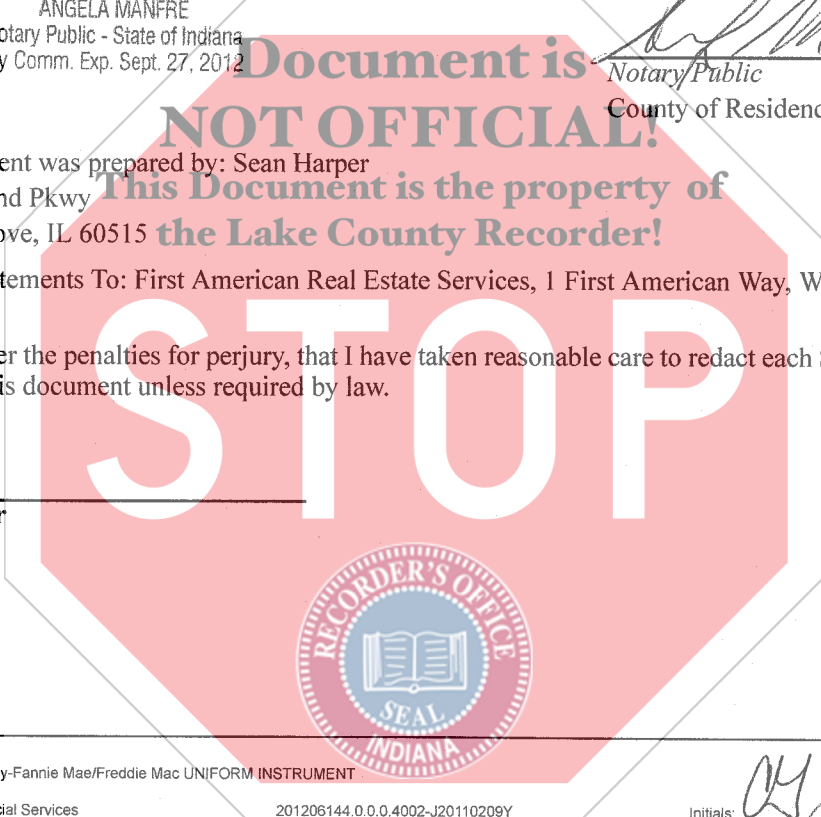 ANGELA MANFRE
otary Public - State of Indiana
y Comm. Exp. Sept. 27, 2012
Document is
NOT OFFICIAL!
Notary Public
County of Residenc
ent was prepared by: Sean Harper
This Document is the property of
nd Pkwy
the Lake County Recorder!
ove, IL 60515
tements To: First American Real Estate Services, 1 First American Way, W
STOP
er the penalties for perjury, that I have taken reasonable care to redact each
is document unless required by law.
r
RECORDER'S OFFICE
SEAL
INDIANA
y-Fannie Mae/Freddie Mac UNIFORM INSTRUMENT
cial Services
201206144.0.0.0.4002-J20110209Y
Initials: